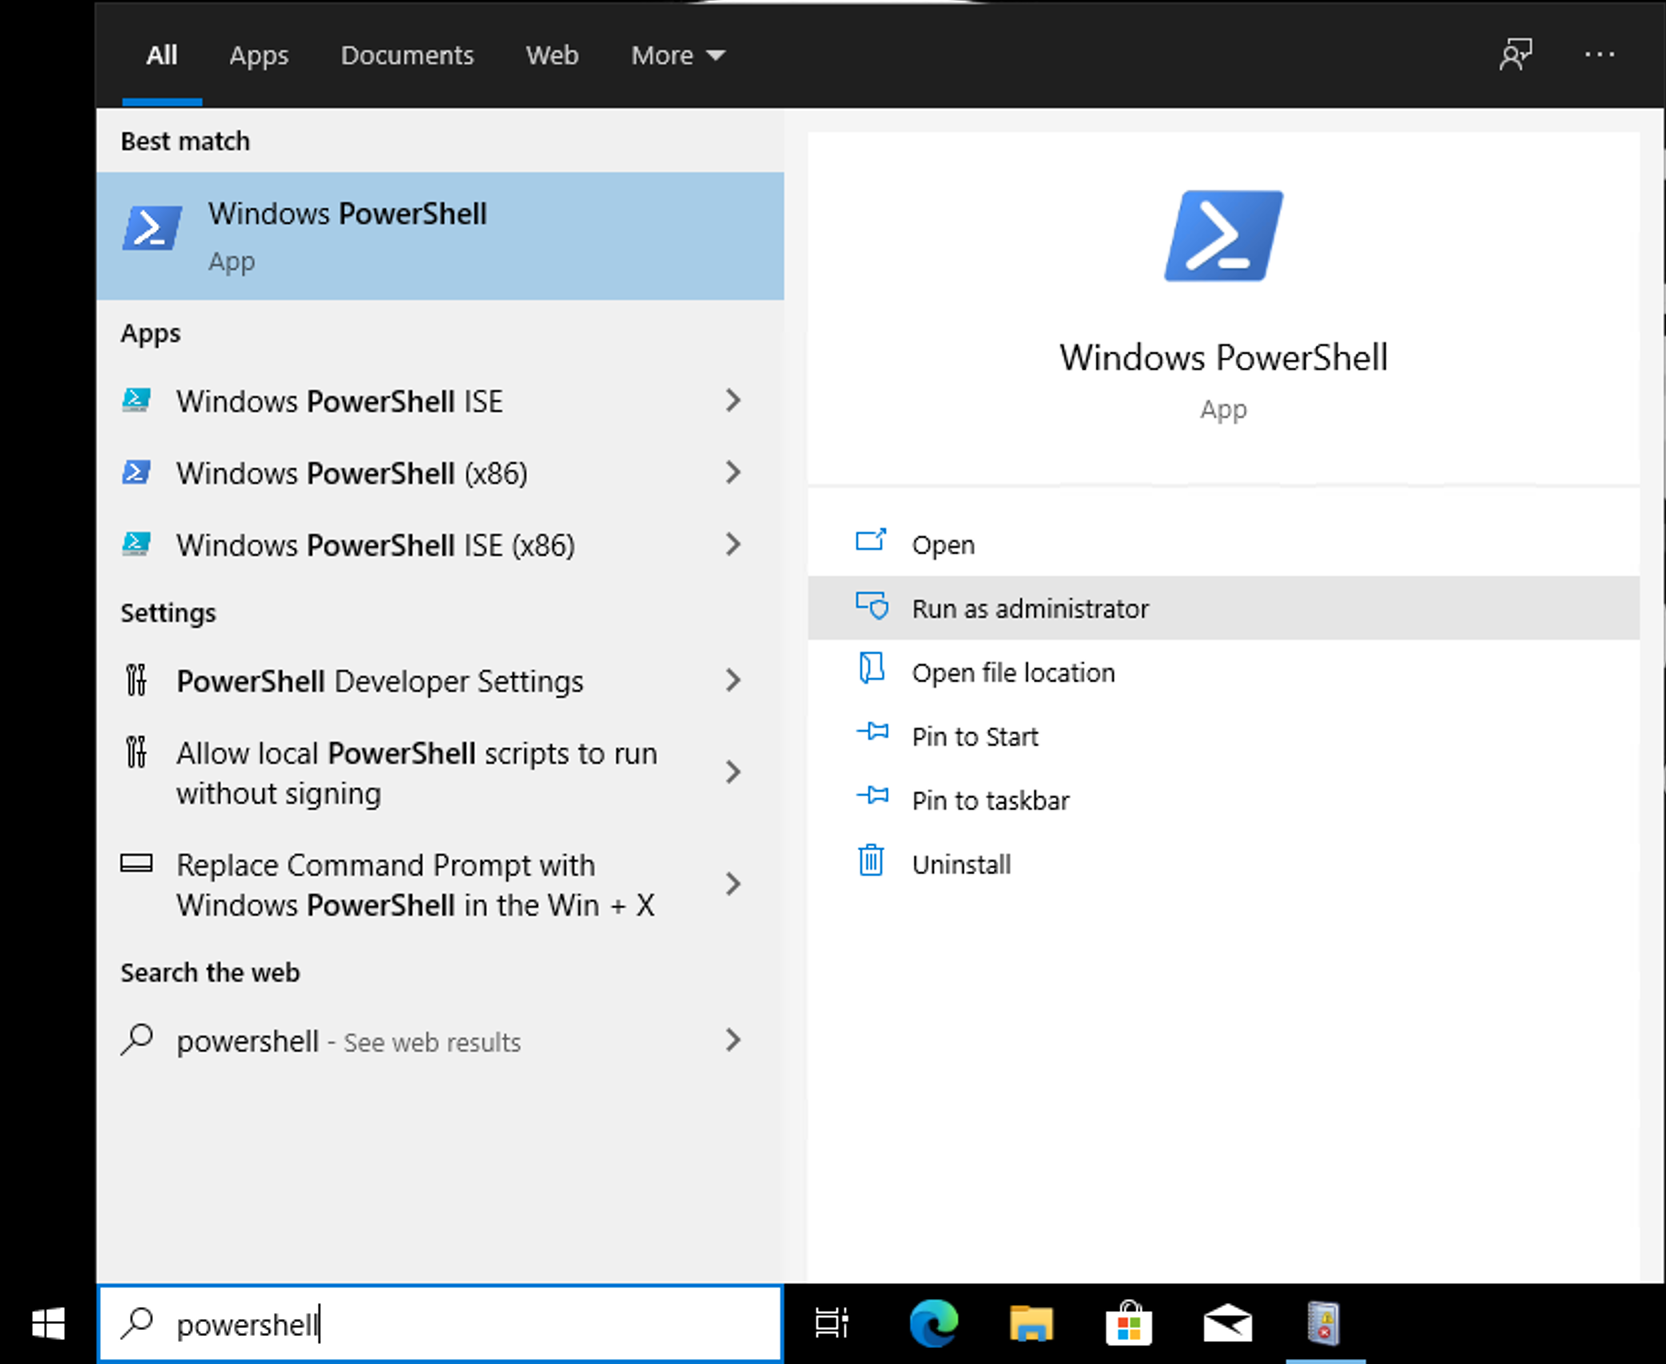 All Apps Documents Web More
Best match
Windows PowerShell
App
Apps
Windows PowerShell ISE
Windows PowerShell (x86)
Windows PowerShell ISE (x86)
Settings
PowerShell Developer Settings
Allow local PowerShell scripts to run
without signing
Replace Command Prompt with
Windows PowerShell in the Win + X
Search the web
powershell - See web results
Windows PowerShell
App
Open
Run as administrator
Open file location
Pin to Start
Pin to taskbar
Uninstall
powershell